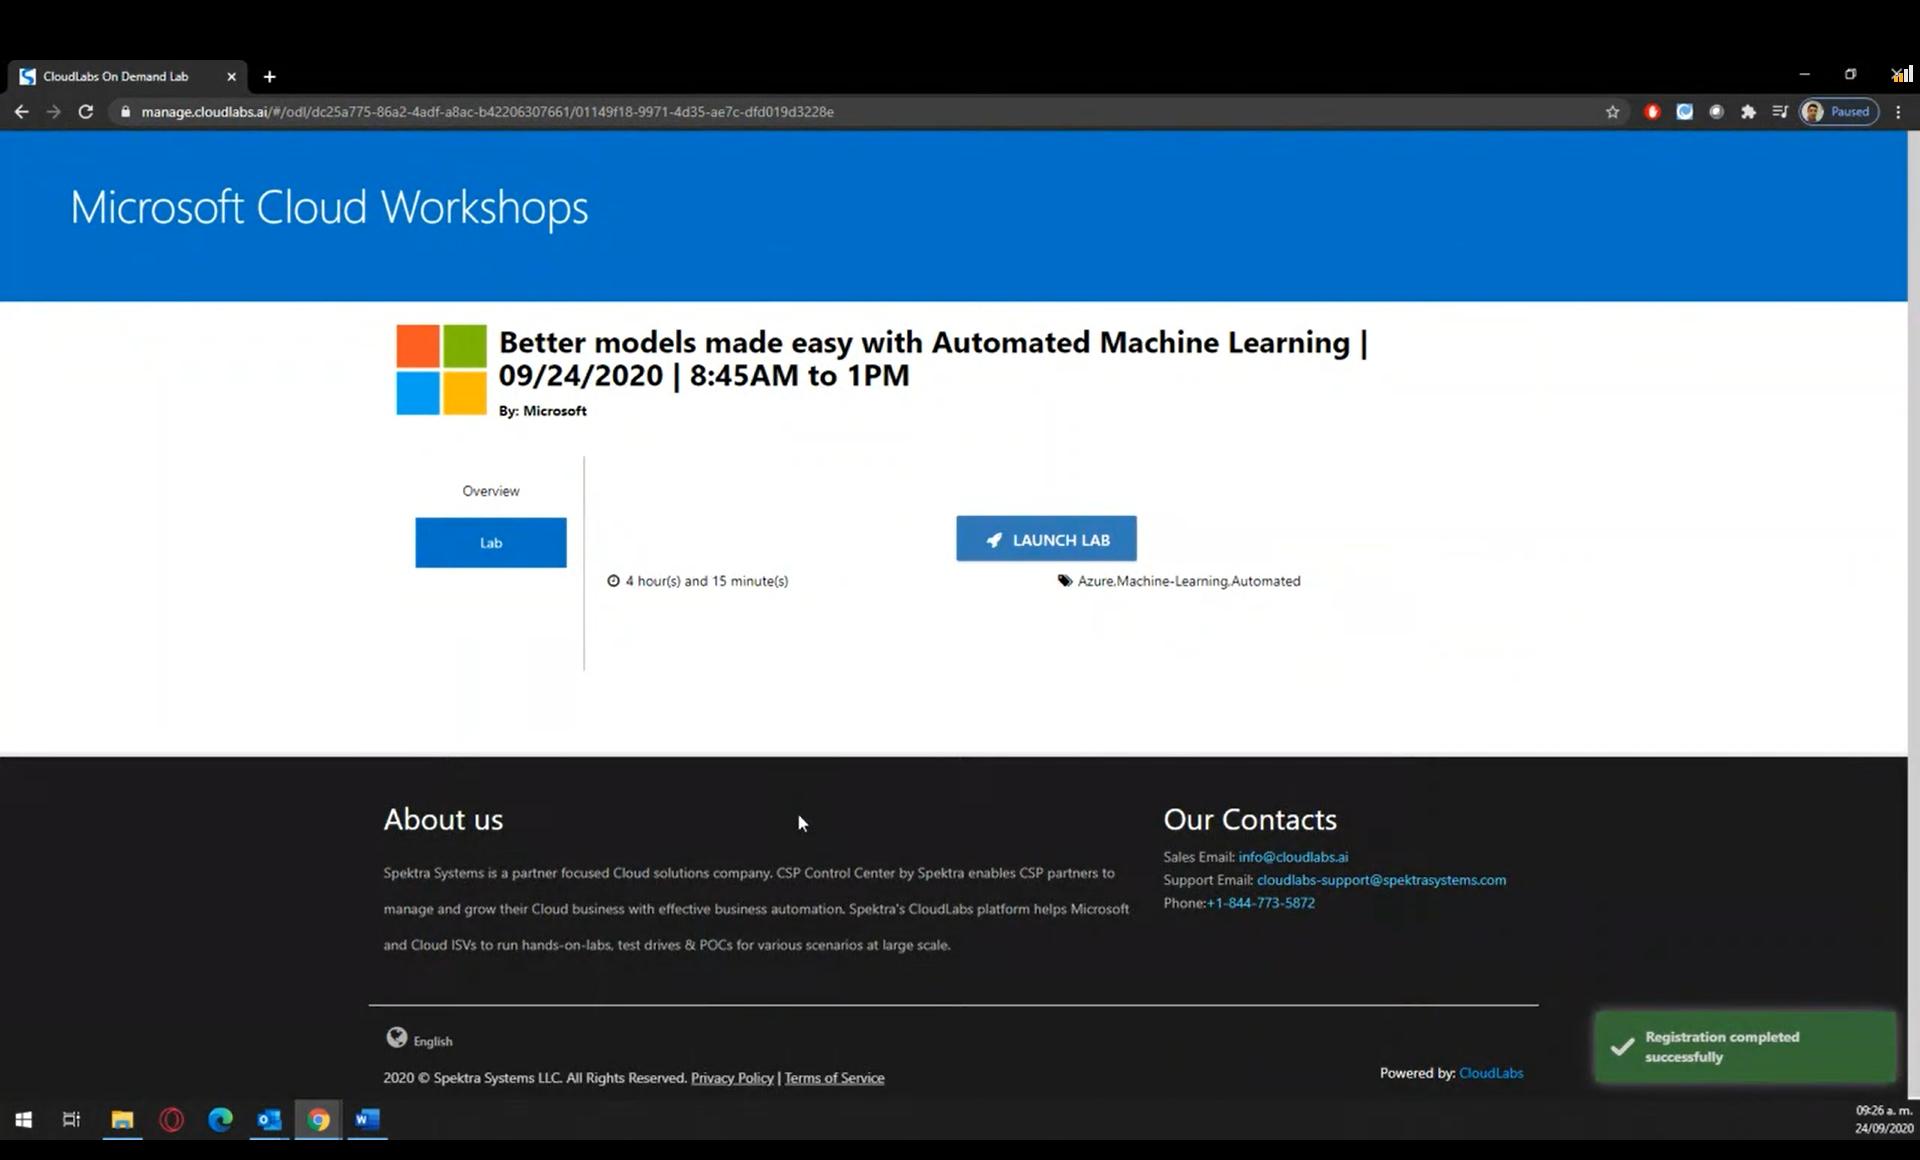 CloudLabs On Demand Lab
manage.cloudlabs.ai/#/odl/dc25a775-86a2-4adf-a8ac-b42206307661/01149f18-9971-4d35-ae7c-dfd019d3228e
Paused
Microsoft Cloud Workshops
Better models made easy with Automated Machine Learning |
09/24/2020 | 8:45AM to 1PM
By: Microsoft
Overview
Lab
LAUNCH LAB
4 hour(s) and 15 minute(s)
Azure,Machine-Learning,Automated
About us
Spektra Systems is a partner focused Cloud solutions company. CSP Control Center by Spektra enables CSP partners to
manage and grow their Cloud business with effective business automation. Spektra's CloudLabs platform helps Microsoft
and Cloud ISVs to run hands-on-labs, test drives & POCs for various scenarios at large scale.
Our Contacts
Sales Email: info@cloudlabs.ai
Support Email: cloudlabs-support@spektrasystems.com
Phone:+1-844-773-5872
English
2020 © Spektra Systems LLC. All Rights Reserved. Privacy Policy | Terms of Service
Powered by: CloudLabs
Registration completed
successfully
09:26 a. m.
24/09/2020